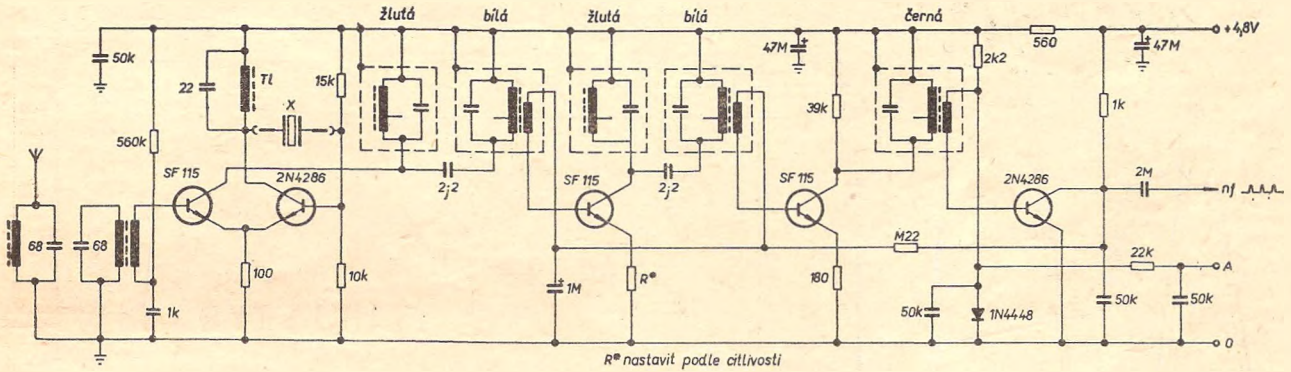 žlutá
bílá
žlutá
bílá
černá
+4,8V
50k
22
Tl
15k
X
47M
39k
2k2
560
47M
1k
560k
SF 115
2N4286
2j2
SF 115
2j2
SF 115
2N4286
2M
nf
68
68
1k
100
10k
1M
R*
M22
180
22k
A
50k
1N4448
50k
50k
0
R* nastavit podle citlivosti